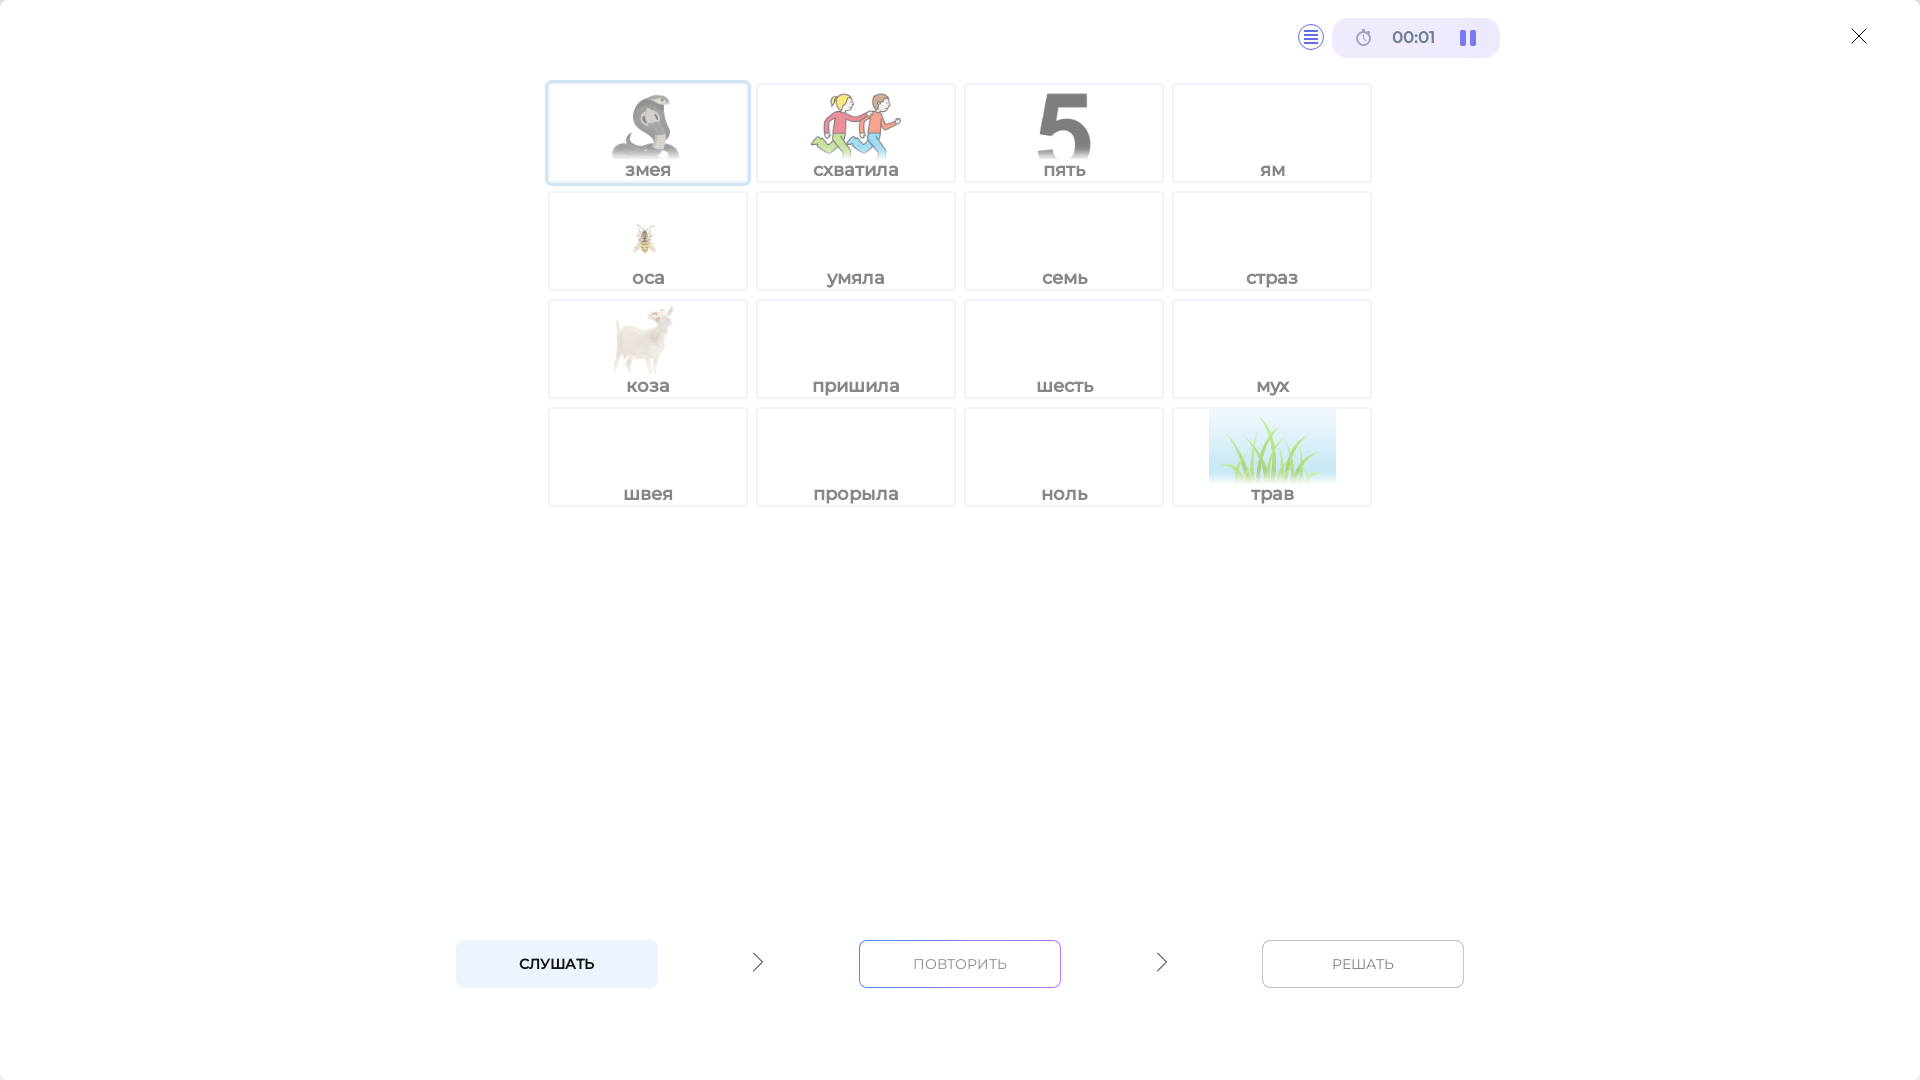 00:01
змея
схватила
5
пять
ям
оса
умяла
семь
страз
коза
пришила
шесть
мух
швея
прорыла
ноль
трав
СЛУШАТЬ
ПОВТОРИТЬ
РЕШАТЬ